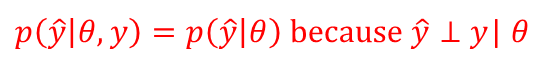 p(ŷ|θ, y) = p(ŷ|θ) because ŷ ⊥ y| θ